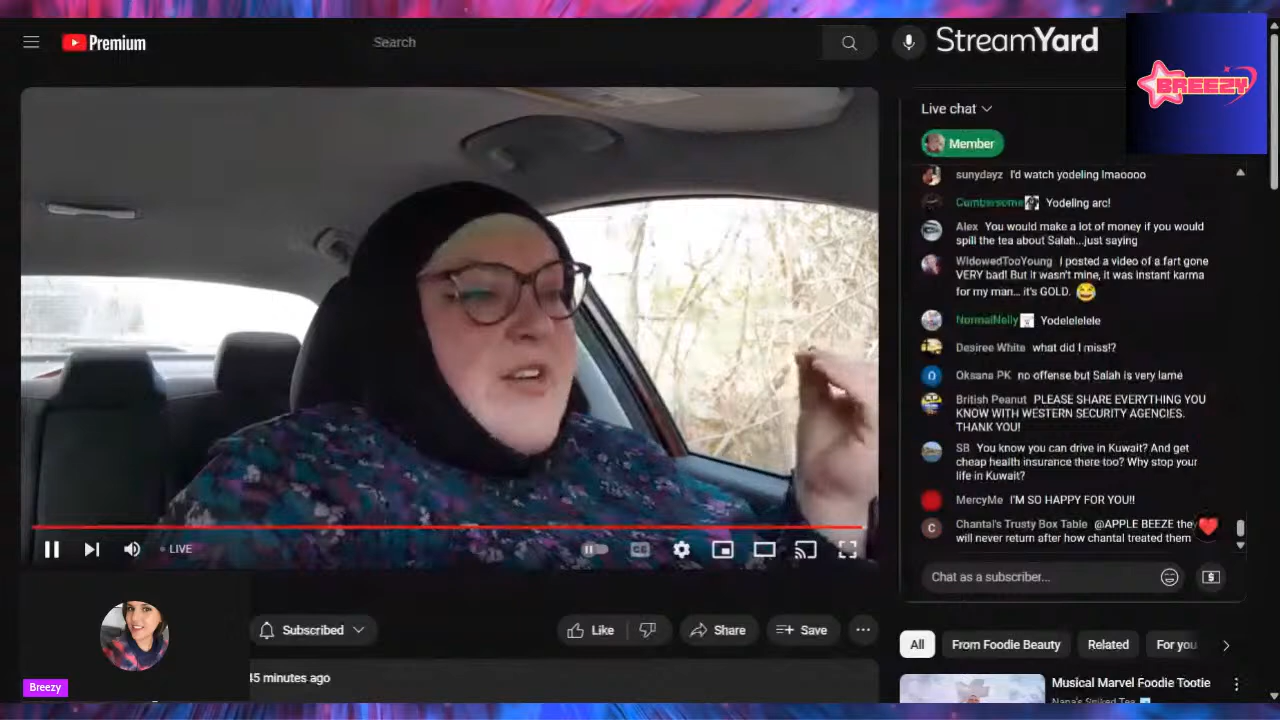 Premium
Search
StreamYard
BREEZY
Live chat
Member
sunydayz I'd watch yodeling lmaoooo
Cumbersome Yodeling arc!
Alex You would make a lot of money if you would
spill the tea about Salah...just saying
WidowedTooYoung I posted a video of a fart gone
VERY bad! But it wasn't mine, it was instant karma
for my man... it's GOLD.
NormalNelly Yodelelelele
Desiree White what did I miss!?
Oksana PK no offense but Salah is very lame
British Peanut PLEASE SHARE EVERYTHING YOU
KNOW WITH WESTERN SECURITY AGENCIES.
THANK YOU!
SB You know you can drive in Kuwait? And get
cheap health insurance there too? Why stop your
life in Kuwait?
MercyMe I'M SO HAPPY FOR YOU!!
C Chantal's Trusty Box Table @APPLE BEEZE they
will never return after how chantal treated them
Chat as a subscriber...
LIVE
CC
Subscribed
Like
Share
Save
All
From Foodie Beauty
Related
For you
45 minutes ago
Breezy
Musical Marvel Foodie Tootie